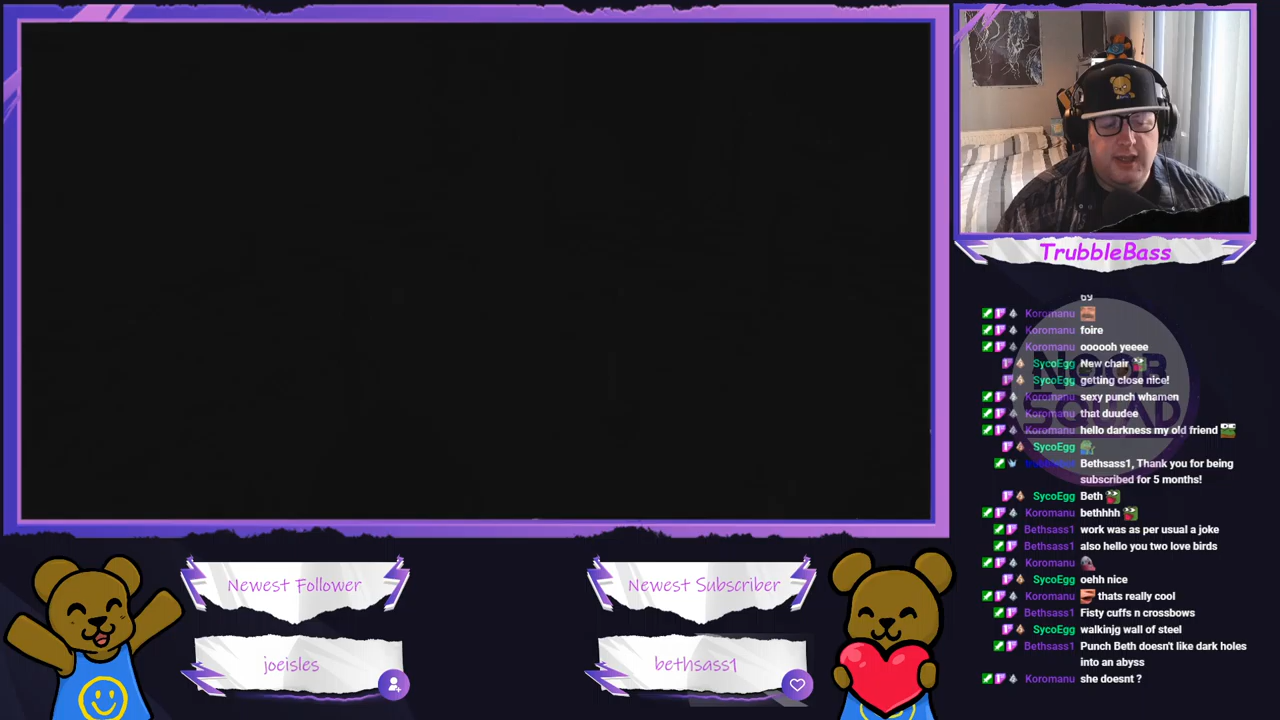 TrubbleBass
69
Koromanu
Koromanu foire
Koromanu oooooh yeeee
SycoEgg New chair
SycoEgg getting close nice!
Koromanu sexy punch whamen
Koromanu that duudee
Koromanu hello darkness my old friend
SycoEgg
Bethsass1, Thank you for being
subscribed for 5 months!
SycoEgg Beth
Koromanu bethhhh
Bethsass1 work was as per usual a joke
Bethsass1 also hello you two love birds
Koromanu
SycoEgg oehh nice
Koromanu thats really cool
Bethsass1 Fisty cuffs n crossbows
SycoEgg walkinjg wall of steel
Bethsass1 Punch Beth doesn't like dark holes
into an abyss
Koromanu she doesnt ?
NOOB
SQUAD
Newest Follower
joeisles
Newest Subscriber
bethsass1